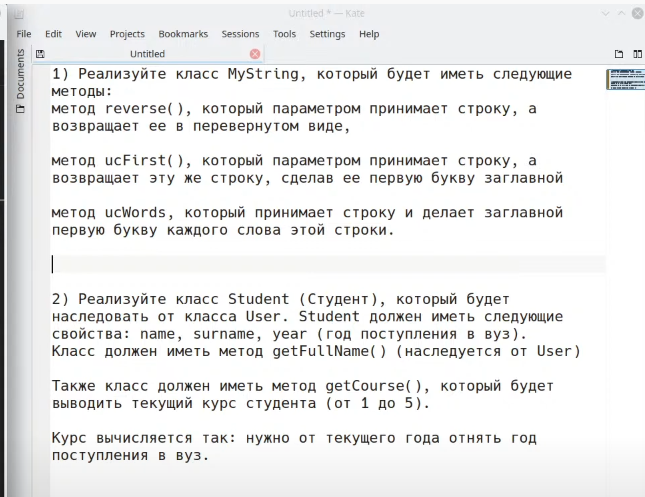 Untitled * — Kate
File Edit View Projects Bookmarks Sessions Tools Settings Help
Untitled
Documents
1) Реализуйте класс MyString, который будет иметь следующие
методы:
метод reverse(), который параметром принимает строку, а
возвращает ее в перевернутом виде,
метод ucFirst(), который параметром принимает строку, а
возвращает эту же строку, сделав ее первую букву заглавной
метод ucWords, который принимает строку и делает заглавной
первую букву каждого слова этой строки.
2) Реализуйте класс Student (Студент), который будет
наследовать от класса User. Student должен иметь следующие
свойства: name, surname, year (год поступления в вуз).
Класс должен иметь метод getFullName() (наследуется от User)
Также класс должен иметь метод getCourse(), который будет
выводить текущий курс студента (от 1 до 5).
Курс вычисляется так: нужно от текущего года отнять год
поступления в вуз.